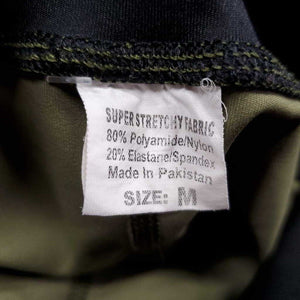 SUPER STRETCHY FABRIC
80% Polyamide/Nylon
20% Elastane/Spandex
Made In Pakistan
SIZE: M